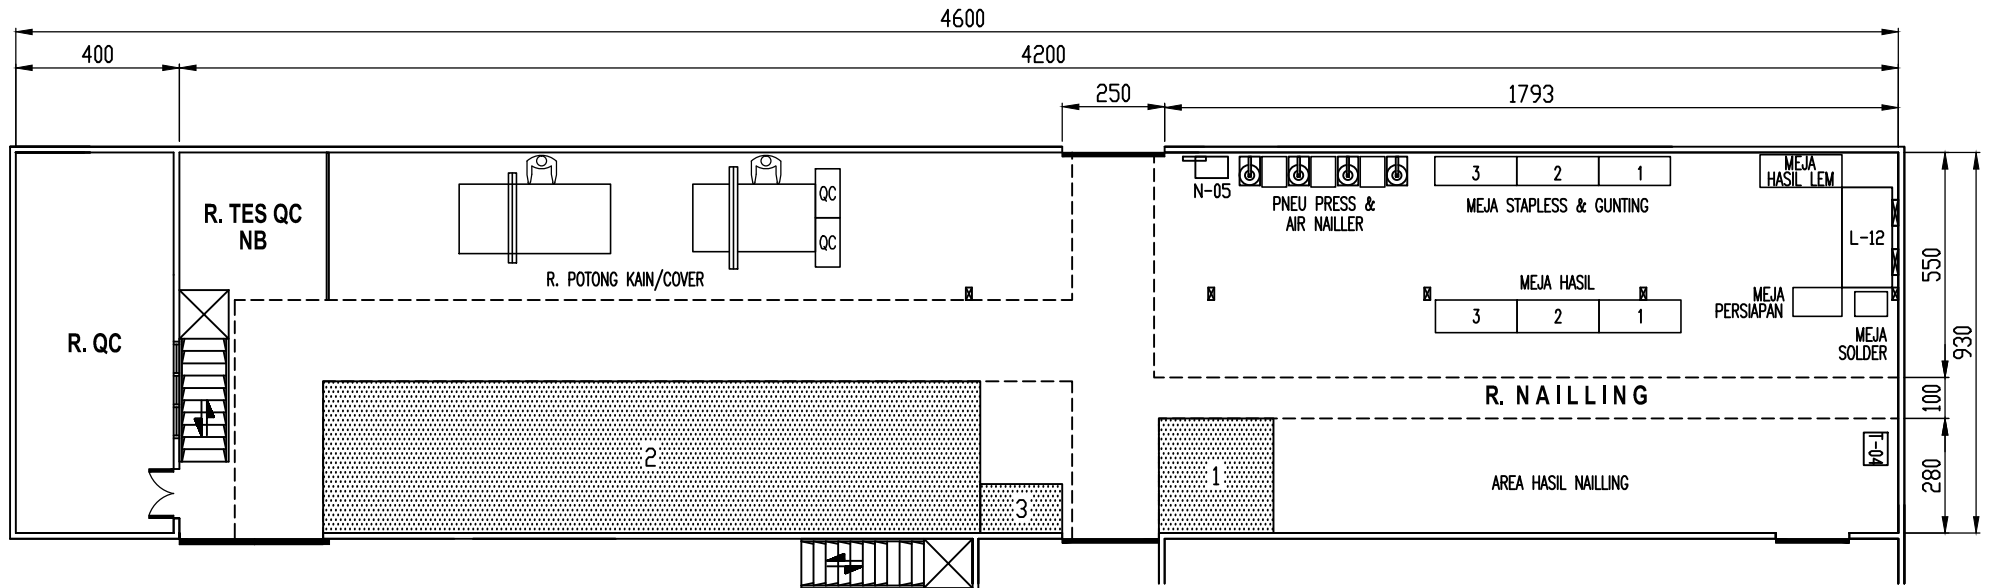 4600
400
4200
250
1793
R. TES QC
NB
QC
QC
R. POTONG KAIN/COVER
N-05
PNEU PRESS &
AIR NAILLER
3
2
1
MEJA STAPLESS & GUNTING
MEJA
HASIL LEM
L-12
550
930
MEJA HASIL
3
2
1
MEJA
PERSIAPAN
MEJA
SOLDER
R. QC
R. NAILLING
100
2
3
1
AREA HASIL NAILLING
T-04
280